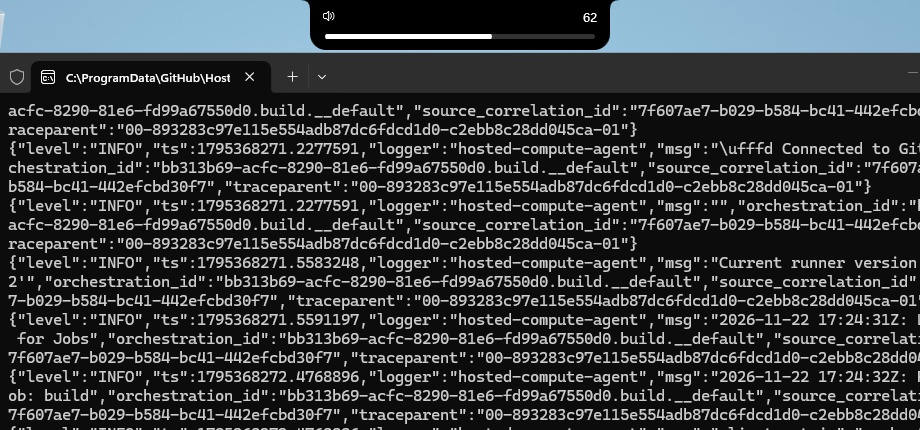 62
C:\ProgramData\GitHub\Host
acfc-8290-81e6-fd99a67550d0.build.__default","source_correlation_id":"7f607ae7-b029-b584-bc41-442efcb
raceparent":"00-893283c97e115e554adb87dc6fdcd1d0-c2ebb8c28dd045ca-01"}
{"level":"INFO","ts":1795368271.2277591,"logger":"hosted-compute-agent","msg":"\ufffd Connected to Git
chestration_id":"bb313b69-acfc-8290-81e6-fd99a67550d0.build.__default","source_correlation_id":"7f607a
b584-bc41-442efcbd30f7","traceparent":"00-893283c97e115e554adb87dc6fdcd1d0-c2ebb8c28dd045ca-01"}
{"level":"INFO","ts":1795368271.2277591,"logger":"hosted-compute-agent","msg":"","orchestration_id":"b
acfc-8290-81e6-fd99a67550d0.build.__default","source_correlation_id":"7f607ae7-b029-b584-bc41-442efcb
raceparent":"00-893283c97e115e554adb87dc6fdcd1d0-c2ebb8c28dd045ca-01"}
{"level":"INFO","ts":1795368271.5583248,"logger":"hosted-compute-agent","msg":"Current runner version
2'","orchestration_id":"bb313b69-acfc-8290-81e6-fd99a67550d0.build.__default","source_correlation_id"
7-b029-b584-bc41-442efcbd30f7","traceparent":"00-893283c97e115e554adb87dc6fdcd1d0-c2ebb8c28dd045ca-01"
{"level":"INFO","ts":1795368271.5591197,"logger":"hosted-compute-agent","msg":"2026-11-22 17:24:31Z:
for Jobs","orchestration_id":"bb313b69-acfc-8290-81e6-fd99a67550d0.build.__default","source_correlati
7f607ae7-b029-b584-bc41-442efcbd30f7","traceparent":"00-893283c97e115e554adb87dc6fdcd1d0-c2ebb8c28dd04
{"level":"INFO","ts":1795368272.4768896,"logger":"hosted-compute-agent","msg":"2026-11-22 17:24:32Z:
ob: build","orchestration_id":"bb313b69-acfc-8290-81e6-fd99a67550d0.build.__default","source_correlat
7f607ae7-b029-b584-bc41-442efcbd30f7","traceparent":"00-893283c97e115e554adb87dc6fdcd1d0-c2ebb8c28dd04